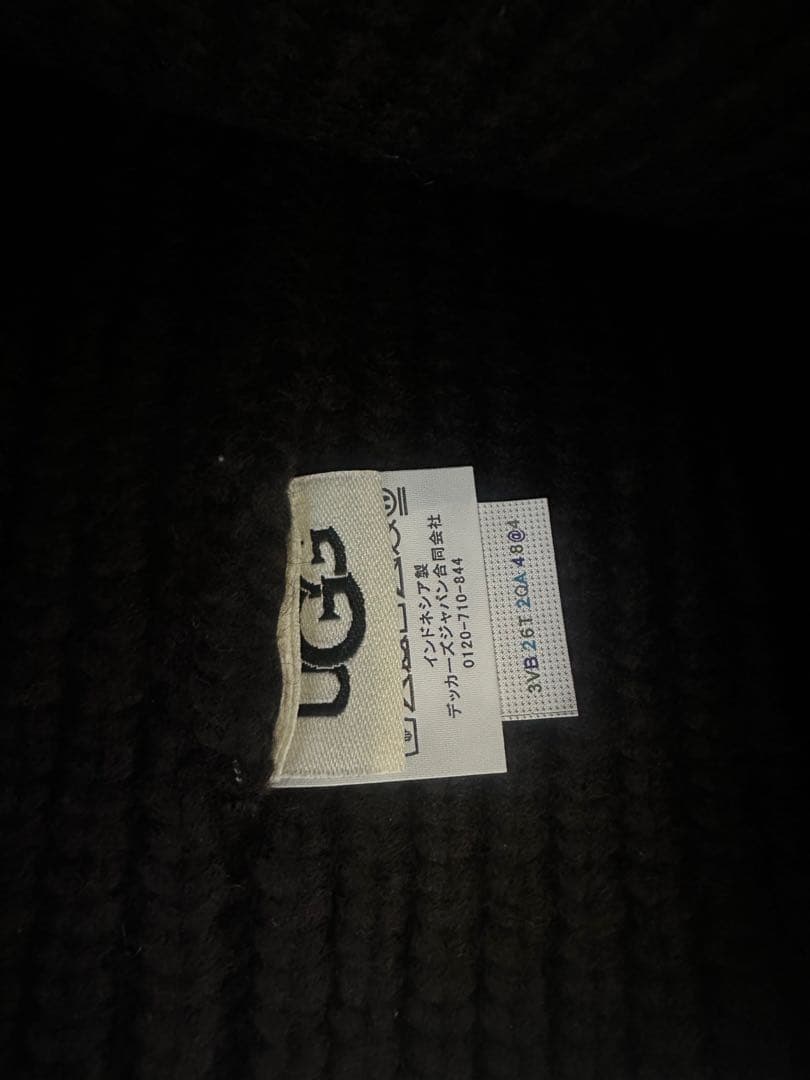 UGG
インドネシア製
デッカーズジャパン合同会社
0120-710-844
3VB 26T 2QA 48@4